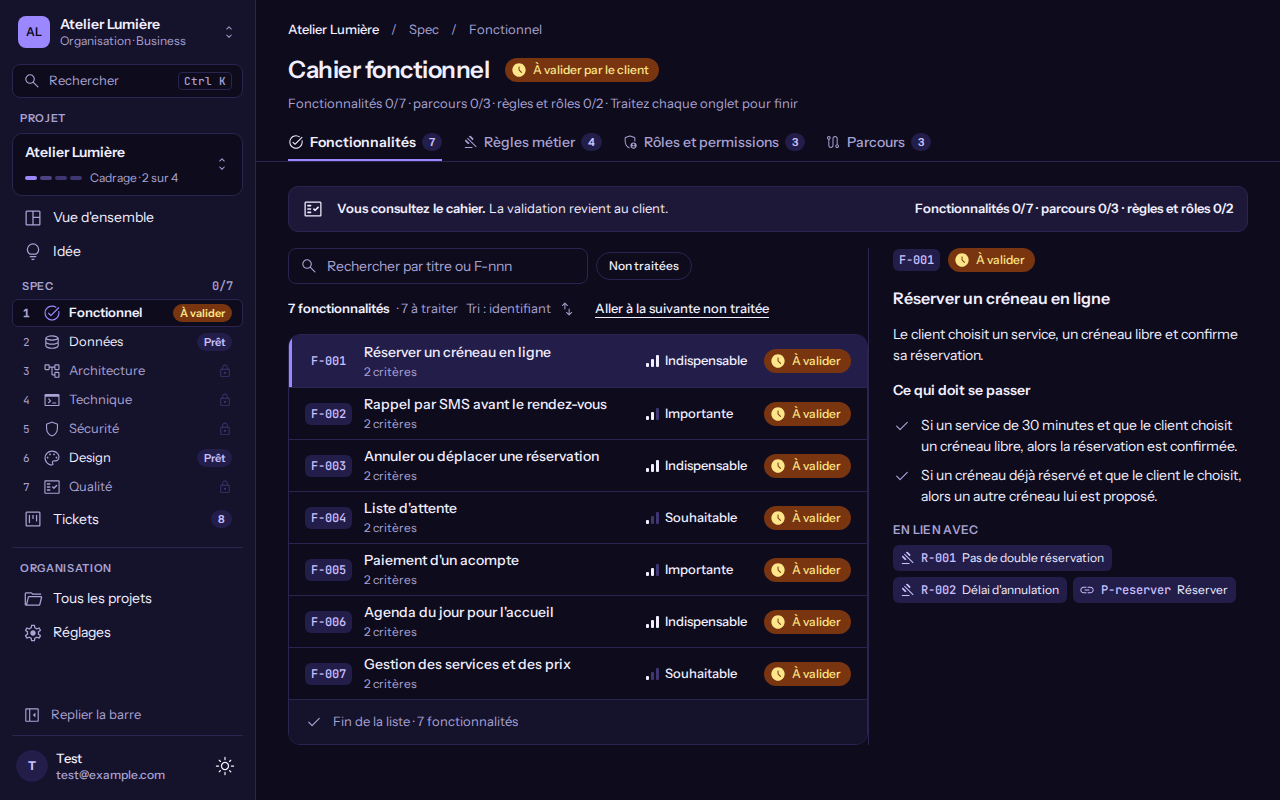 AL
Atelier Lumière
Organisation·Business
Rechercher
Ctrl K
PROJET
Atelier Lumière
Cadrage·2 sur 4
Vue d'ensemble
Idée
SPEC 0/7
1 Fonctionnel À valider
2 Données Prêt
3 Architecture
4 Technique
5 Sécurité
6 Design Prêt
7 Qualité
Tickets 8
ORGANISATION
Tous les projets
Réglages
Replier la barre
T
Test
test@example.com
Atelier Lumière / Spec / Fonctionnel
Cahier fonctionnel À valider par le client
Fonctionnalités 0/7·parcours 0/3·règles et rôles 0/2·Traitez chaque onglet pour finir
Fonctionnalités 7 Règles métier 4 Rôles et permissions 3 Parcours 3
Vous consultez le cahier. La validation revient au client. Fonctionnalités 0/7·parcours 0/3·règles et rôles 0/2
Rechercher par titre ou F-nnn Non traitées
7 fonctionnalités ·7 à traiter Tri : identifiant Aller à la suivante non traitée
F-001 Réserver un créneau en ligne Indispensable À valider
2 critères
F-002 Rappel par SMS avant le rendez-vous Importante À valider
2 critères
F-003 Annuler ou déplacer une réservation Indispensable À valider
2 critères
F-004 Liste d'attente Souhaitable À valider
2 critères
F-005 Paiement d'un acompte Importante À valider
2 critères
F-006 Agenda du jour pour l'accueil Indispensable À valider
2 critères
F-007 Gestion des services et des prix Souhaitable À valider
2 critères
Fin de la liste·7 fonctionnalités
F-001 À valider
Réserver un créneau en ligne
Le client choisit un service, un créneau libre et confirme
sa réservation.
Ce qui doit se passer
Si un service de 30 minutes et que le client choisit
un créneau libre, alors la réservation est confirmée.
Si un créneau déjà réservé et que le client le choisit,
alors un autre créneau lui est proposé.
EN LIEN AVEC
R-001 Pas de double réservation
R-002 Délai d'annulation P-reserver Réserver